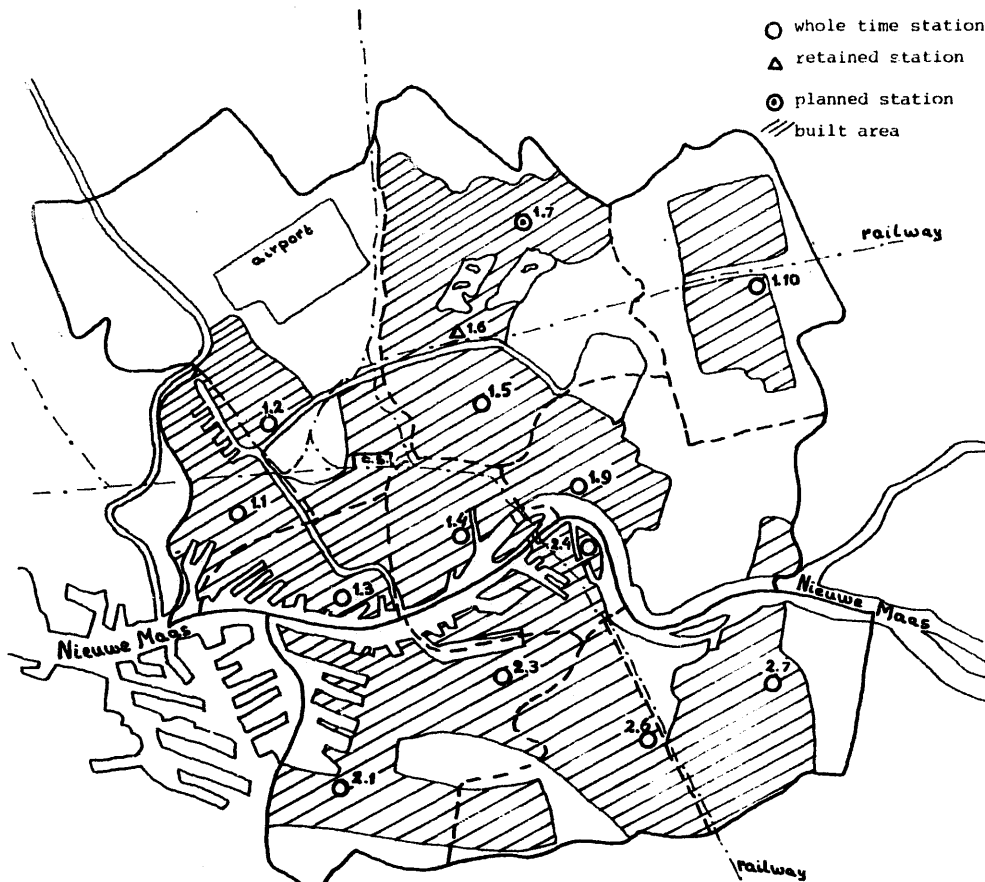 whole time station
retained station
planned station
built area
1.7
railway
airport
1.10
1.6
1.5
1.2
c.s.
1.9
1.1
1.4
2.4
1.3
Nieuwe Maas
Nieuwe Maas
2.3
2.7
2.6
2.1
railway